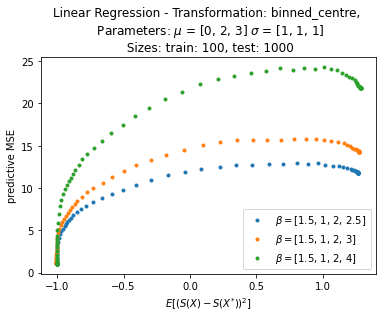 Linear Regression - Transformation: binned_centre,
Parameters: μ = [0, 2, 3] σ = [1, 1, 1]
Sizes: train: 100, test: 1000
predictive MSE
25
20
15
10
5
0
β = [1.5, 1, 2, 2.5]
β = [1.5, 1, 2, 3]
β = [1.5, 1, 2, 4]
−1.0 −0.5 0.0 0.5 1.0
E[(S(X) − S(X*))²]